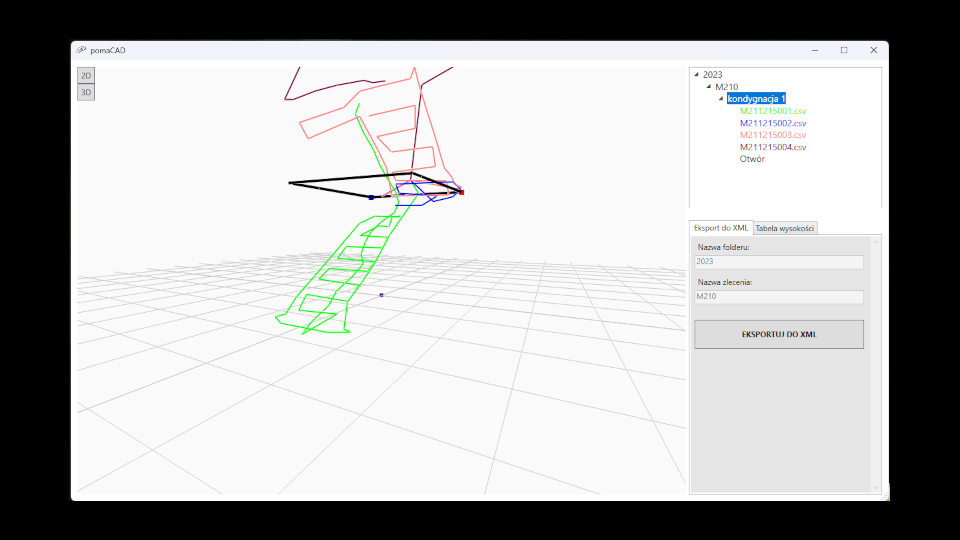 pomaCAD
2D
3D
2023
M210
kondygnacja 1
M211215001.csv
M211215002.csv
M211215003.csv
M211215004.csv
Otwór
Eksport do XML
Tabela wysokości
Nazwa folderu:
2023
Nazwa zlecenia:
M210
EKSPORTUJ DO XML